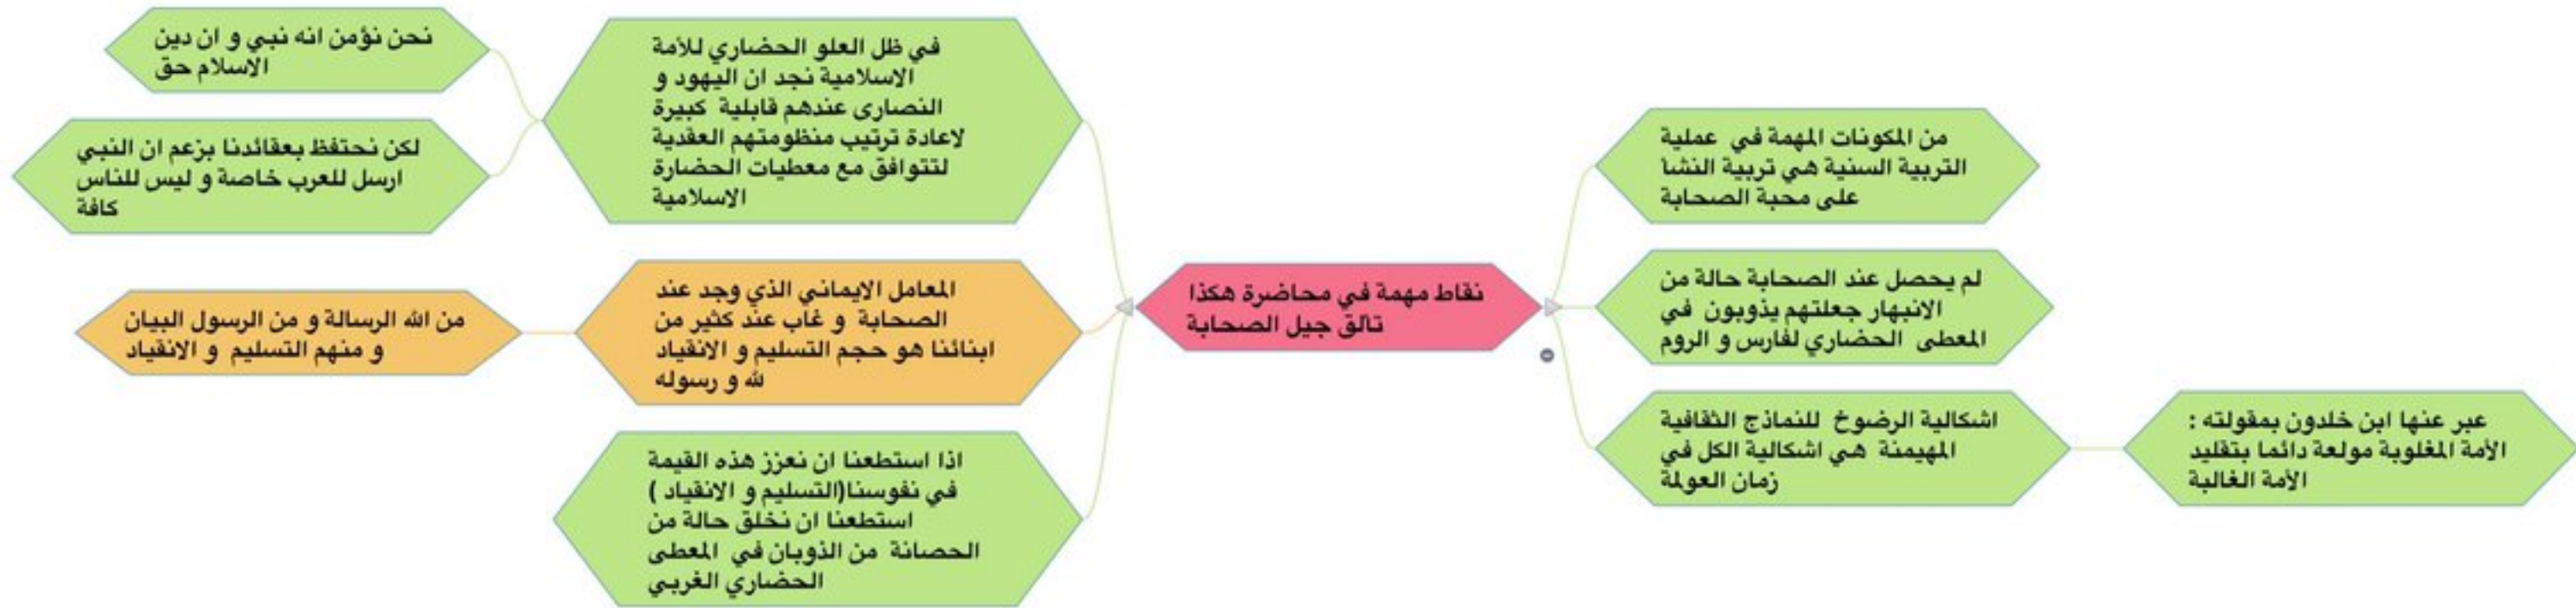 نقاط مهمة في محاضرة هكذا
تالق جيل الصحابة
من المكونات المهمة في عملية
التربية السنية هي تربية النشأ
على محبة الصحابة
لم يحصل عند الصحابة حالة من
الانبهار جعلتهم يذوبون في
المعطى الحضاري لفارس و الروم
اشكالية الرضوخ للنماذج الثقافية
المهيمنة هي اشكالية الكل في
زمان العولمة
عبر عنها ابن خلدون بمقولته :
الأمة المغلوبة مولعة دائما بتقليد
الأمة الغالبة
في ظل العلو الحضاري للأمة
الاسلامية نجد ان اليهود و
النصارى عندهم قابلية كبيرة
لاعادة ترتيب منظومتهم العقدية
لتتوافق مع معطيات الحضارة
الاسلامية
نحن نؤمن انه نبي و ان دين
الاسلام حق
لكن نحتفظ بعقائدنا بزعم ان النبي
ارسل للعرب خاصة و ليس للناس
كافة
المعامل الايماني الذي وجد عند
الصحابة و غاب عند كثير من
ابنائنا هو حجم التسليم و الانقياد
لله و رسوله
من الله الرسالة و من الرسول البيان
و منهم التسليم و الانقياد
اذا استطعنا ان نعزز هذه القيمة
في نفوسنا(التسليم و الانقياد )
استطعنا ان نخلق حالة من
الحصانة من الذوبان في المعطى
الحضاري الغربي